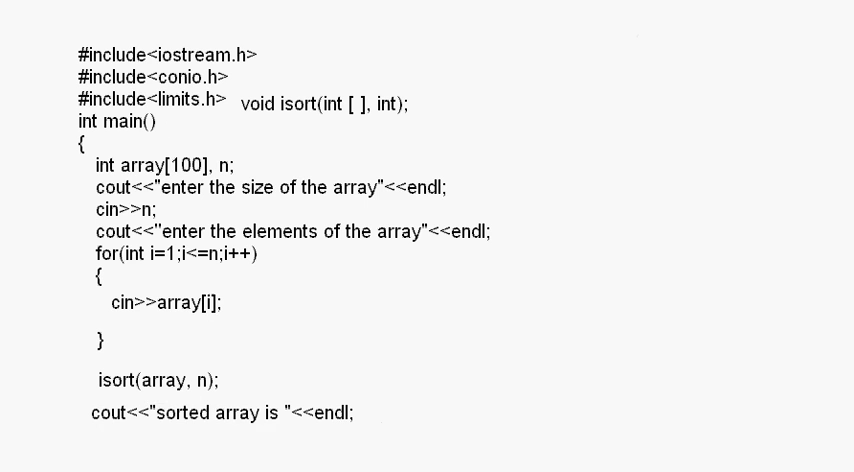 #include<iostream.h>
#include<conio.h>
#include<limits.h> void isort(int [ ], int);
int main()
{
int array[100], n;
cout<<"enter the size of the array"<<endl;
cin>>n;
cout<<"enter the elements of the array"<<endl;
for(int i=1;i<=n;i++)
{
cin>>array[i];
}
isort(array, n);
cout<<"sorted array is "<<endl;